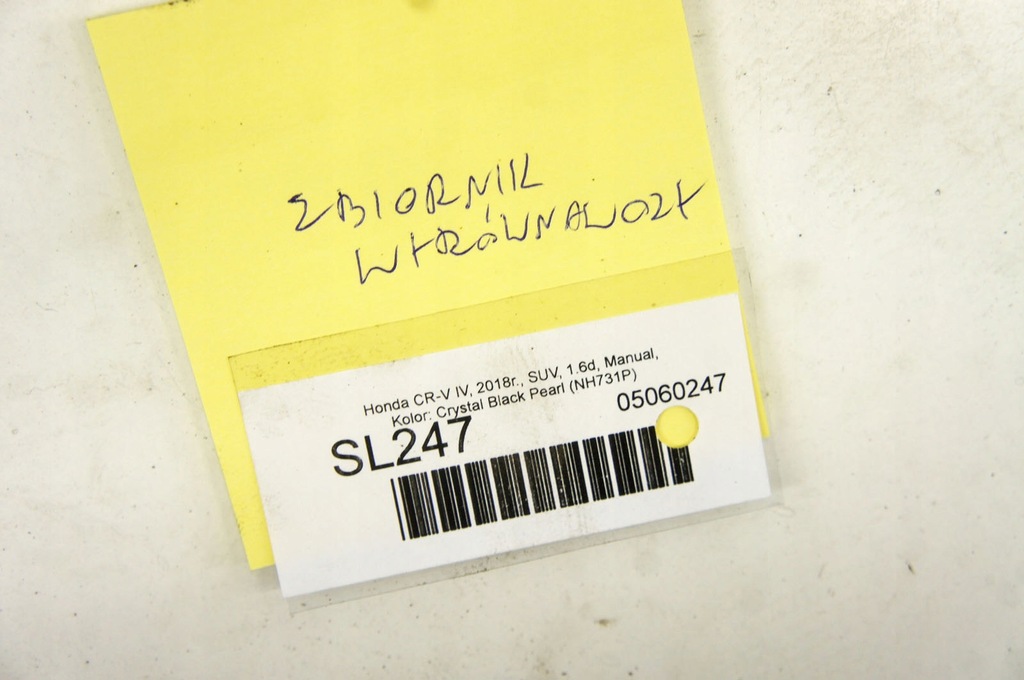 ZBIORNIK
WYRÓWNAWCZY
Honda CR-V IV, 2018r., SUV, 1.6d, Manual,
Kolor: Crystal Black Pearl (NH731P)
05060247
SL247